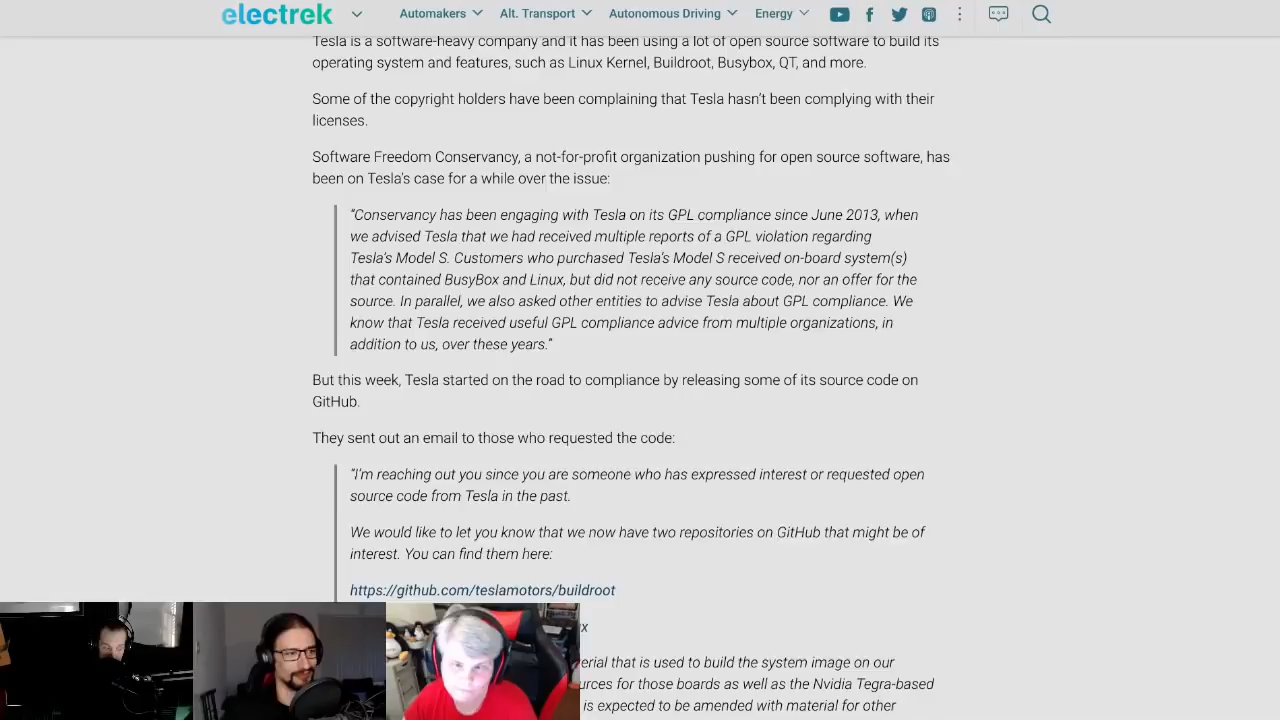 electrek Automakers Alt. Transport Autonomous Driving Energy
Tesla is a software-heavy company and it has been using a lot of open source software to build its
operating system and features, such as Linux Kernel, Buildroot, Busybox, QT, and more.
Some of the copyright holders have been complaining that Tesla hasn't been complying with their
licenses.
Software Freedom Conservancy, a not-for-profit organization pushing for open source software, has
been on Tesla's case for a while over the issue:
“Conservancy has been engaging with Tesla on its GPL compliance since June 2013, when
we advised Tesla that we had received multiple reports of a GPL violation regarding
Tesla's Model S. Customers who purchased Tesla's Model S received on-board system(s)
that contained BusyBox and Linux, but did not receive any source code, nor an offer for the
source. In parallel, we also asked other entities to advise Tesla about GPL compliance. We
know that Tesla received useful GPL compliance advice from multiple organizations, in
addition to us, over these years.”
But this week, Tesla started on the road to compliance by releasing some of its source code on
GitHub.
They sent out an email to those who requested the code:
“I'm reaching out you since you are someone who has expressed interest or requested open
source code from Tesla in the past.
We would like to let you know that we now have two repositories on GitHub that might be of
interest. You can find them here:
https://github.com/teslamotors/buildroot
x
erial that is used to build the system image on our
urces for those boards as well as the Nvidia Tegra-based
is expected to be amended with material for other